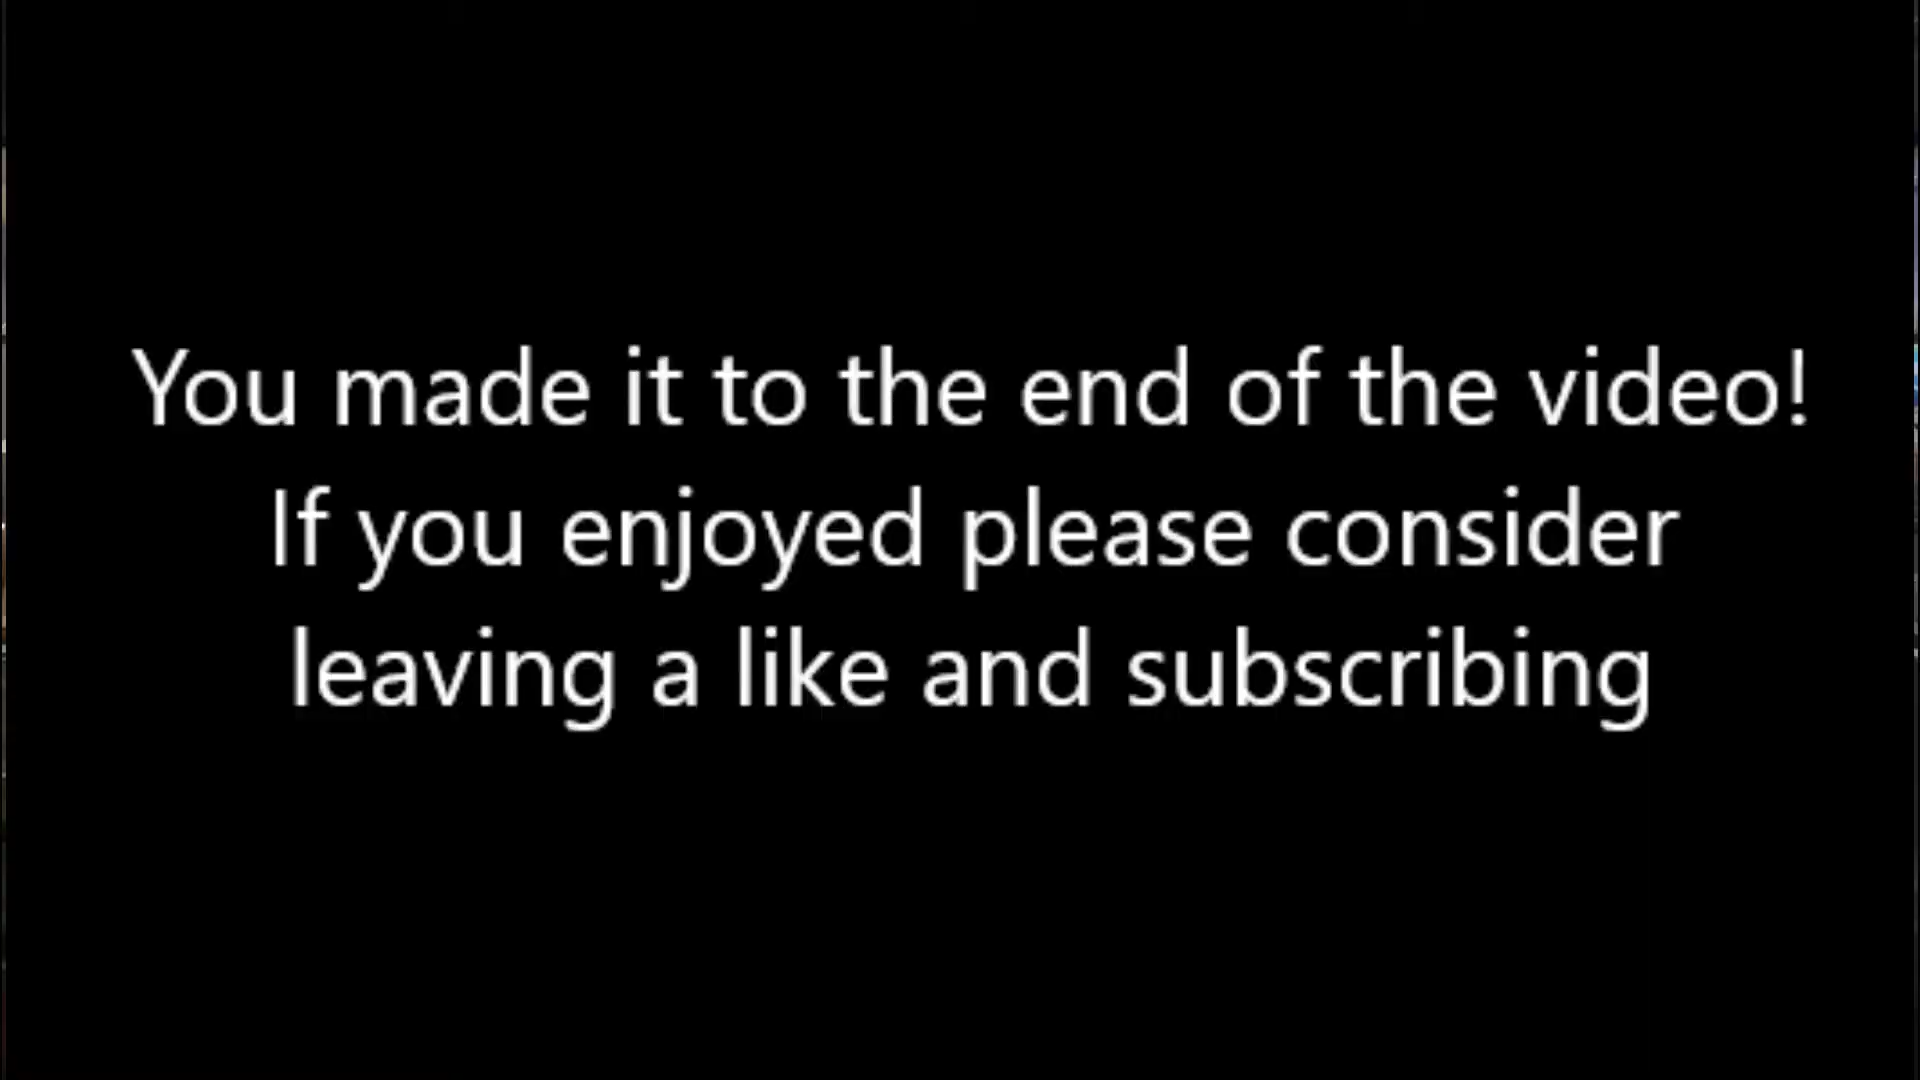 You made it to the end of the video!
If you enjoyed please consider
leaving a like and subscribing